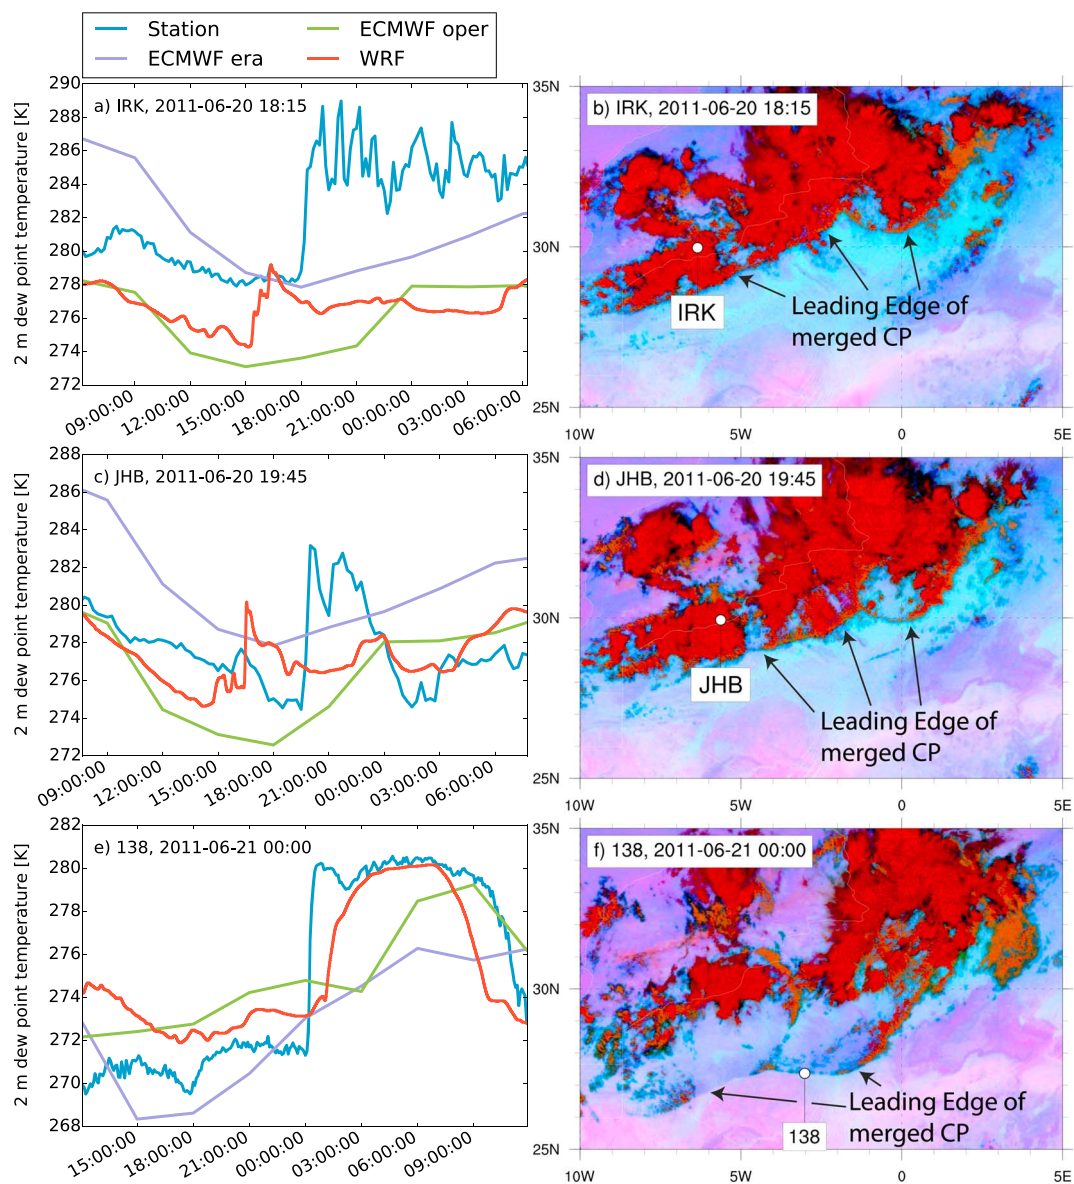 Station
ECMWF era
ECMWF oper
WRF
2 m dew point temperature [K]
290
288
286
284
282
280
278
276
274
272
a) IRK, 2011-06-20 18:15
09:00:00
12:00:00
15:00:00
18:00:00
21:00:00
00:00:00
03:00:00
06:00:00
b) IRK, 2011-06-20 18:15
IRK
Leading Edge of
merged CP
35N
30N
25N
10W
5W
0
5E
2 m dew point temperature [K]
288
286
284
282
280
278
276
274
272
c) JHB, 2011-06-20 19:45
09:00:00
12:00:00
15:00:00
18:00:00
21:00:00
00:00:00
03:00:00
06:00:00
d) JHB, 2011-06-20 19:45
JHB
Leading Edge of
merged CP
35N
30N
25N
10W
5W
0
5E
2 m dew point temperature [K]
282
280
278
276
274
272
270
268
e) 138, 2011-06-21 00:00
15:00:00
18:00:00
21:00:00
00:00:00
03:00:00
06:00:00
09:00:00
f) 138, 2011-06-21 00:00
138
Leading Edge of
merged CP
35N
30N
25N
10W
5W
0
5E